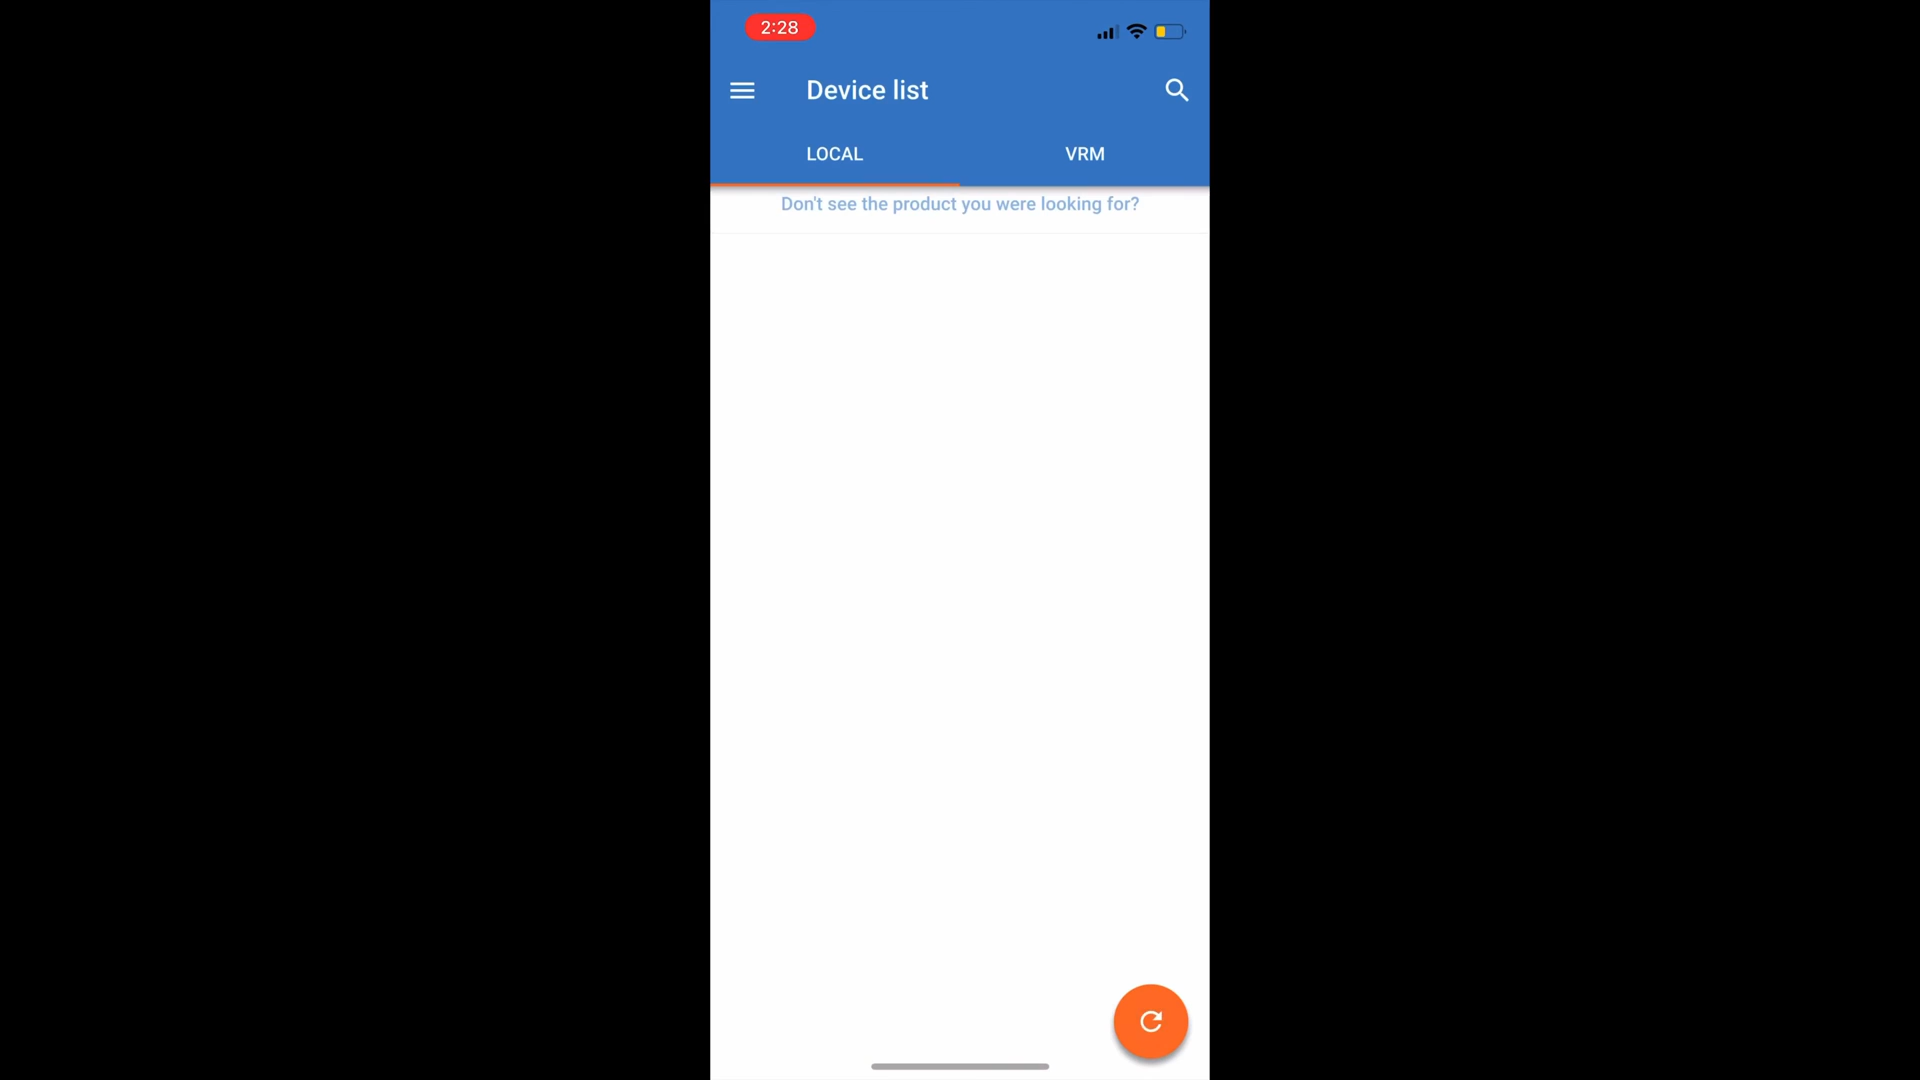 2:28
Device list
LOCAL
VRM
Don't see the product you were looking for?